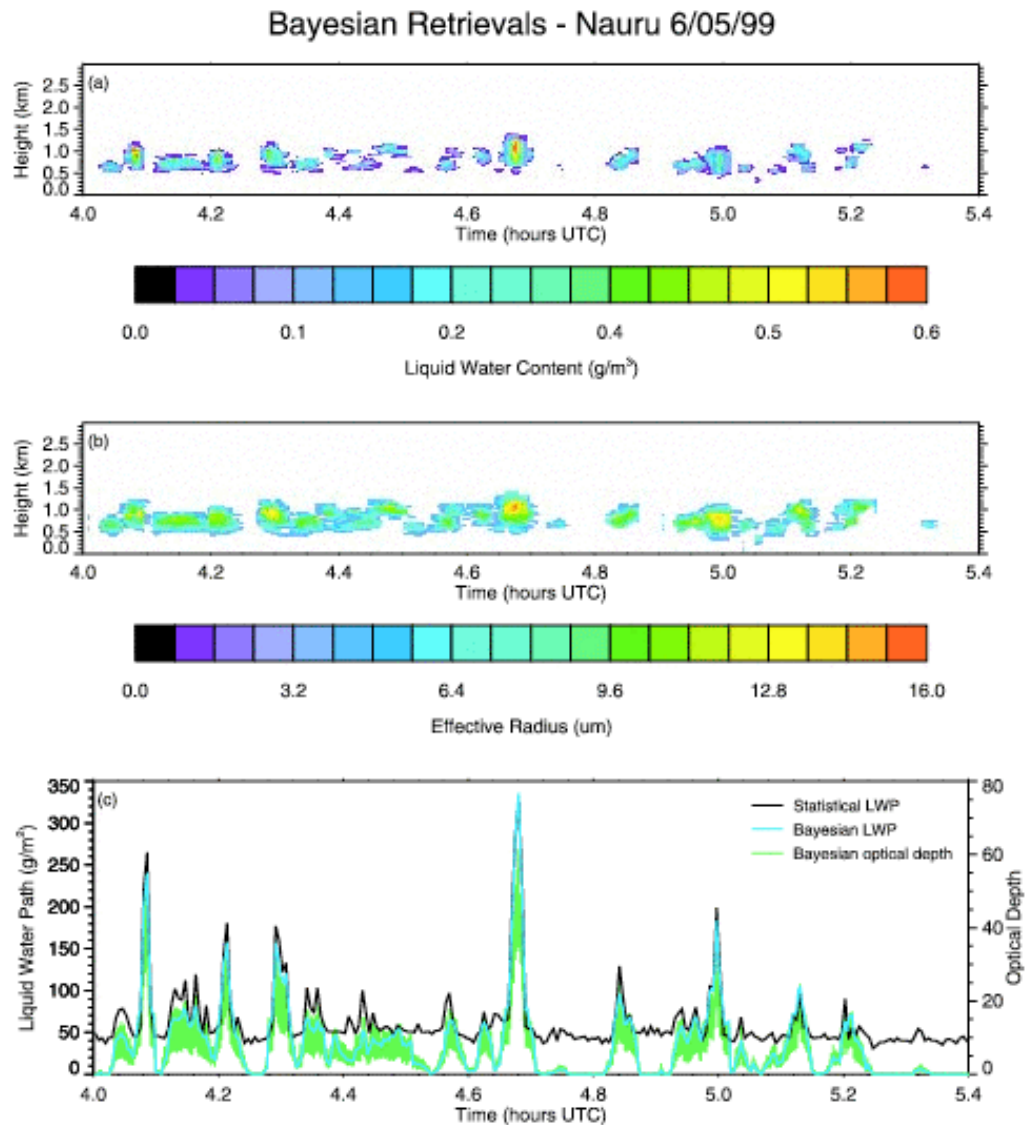 Bayesian Retrievals - Nauru 6/05/99
(a)
Height (km)
2.5
2.0
1.5
1.0
0.5
0.0
4.0 4.2 4.4 4.6 4.8 5.0 5.2 5.4
Time (hours UTC)
0.0 0.1 0.2 0.4 0.5 0.6
Liquid Water Content (g/m³)
(b)
Height (km)
2.5
2.0
1.5
1.0
0.5
0.0
4.0 4.2 4.4 4.6 4.8 5.0 5.2 5.4
Time (hours UTC)
0.0 3.2 6.4 9.6 12.8 16.0
Effective Radius (um)
(c)
Liquid Water Path (g/m²)
350
300
250
200
150
100
50
0
Statistical LWP
Bayesian LWP
Bayesian optical depth
80
60
40
20
0
Optical Depth
4.0 4.2 4.4 4.6 4.8 5.0 5.2 5.4
Time (hours UTC)